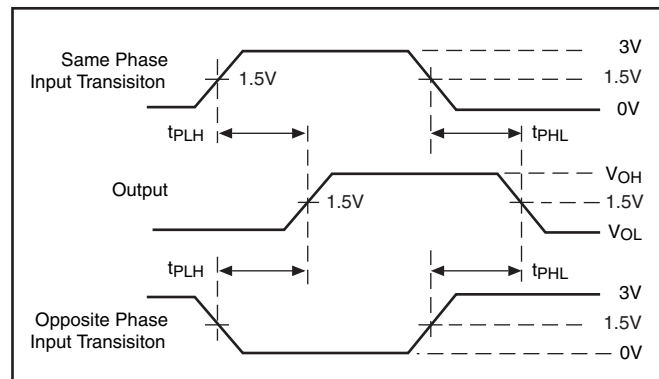 Same Phase
Input Transisiton
1.5V
3V
1.5V
0V
tPLH
tPHL
Output
1.5V
VOH
1.5V
VOL
tPLH
tPHL
Opposite Phase
Input Transisiton
3V
1.5V
0V